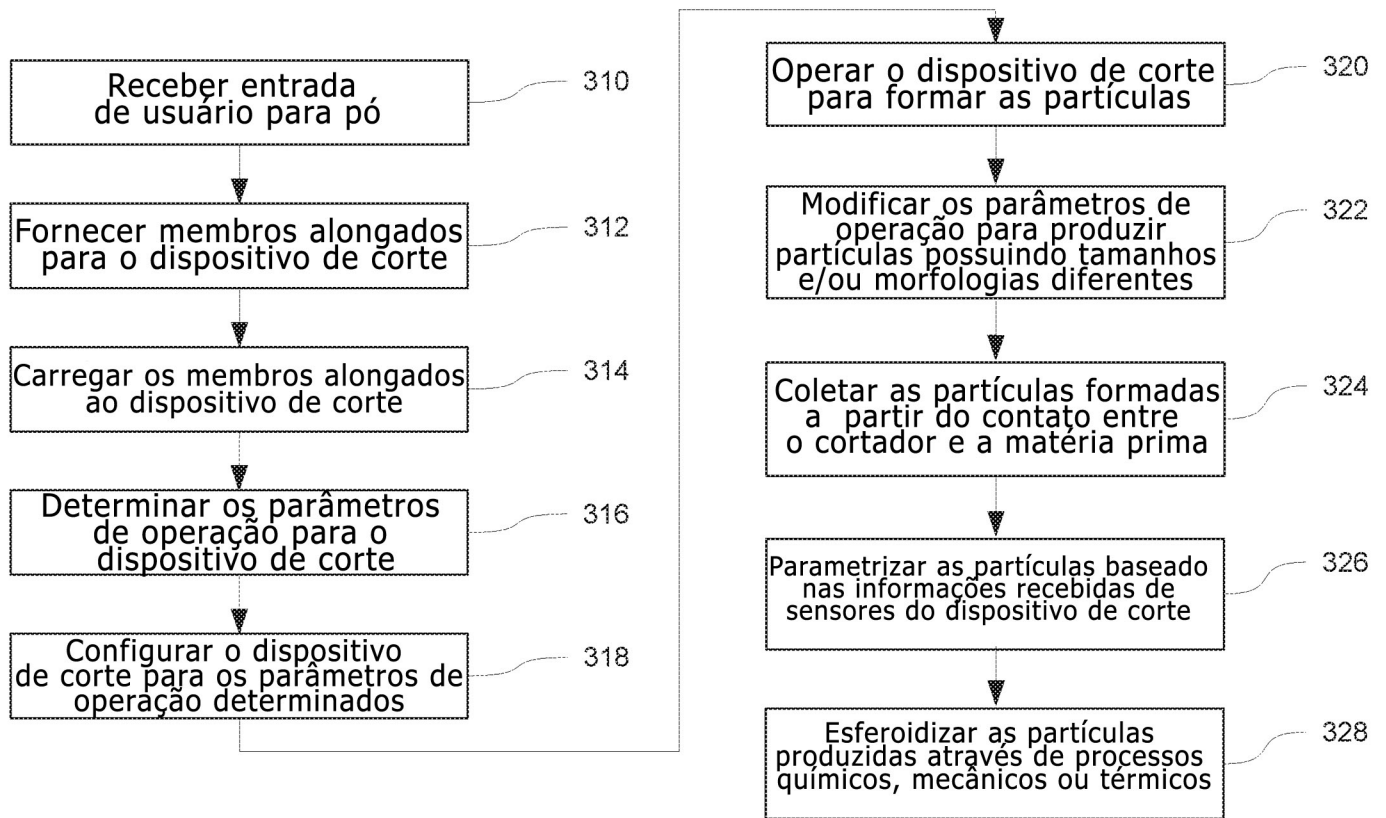 Receber entrada
de usuário para pó
310
Fornecer membros alongados
para o dispositivo de corte
312
Carregar os membros alongados
ao dispositivo de corte
314
Determinar os parâmetros
de operação para o
dispositivo de corte
316
Configurar o dispositivo
de corte para os parâmetros de
operação determinados
318
Operar o dispositivo de corte
para formar as partículas
320
Modificar os parâmetros de
operação para produzir
partículas possuindo tamanhos
e/ou morfologias diferentes
322
Coletar as partículas formadas
a partir do contato entre
o cortador e a matéria prima
324
Parametrizar as partículas baseado
nas informações recebidas de
sensores do dispositivo de corte
326
Esferoidizar as partículas
produzidas através de processos
químicos, mecânicos ou térmicos
328